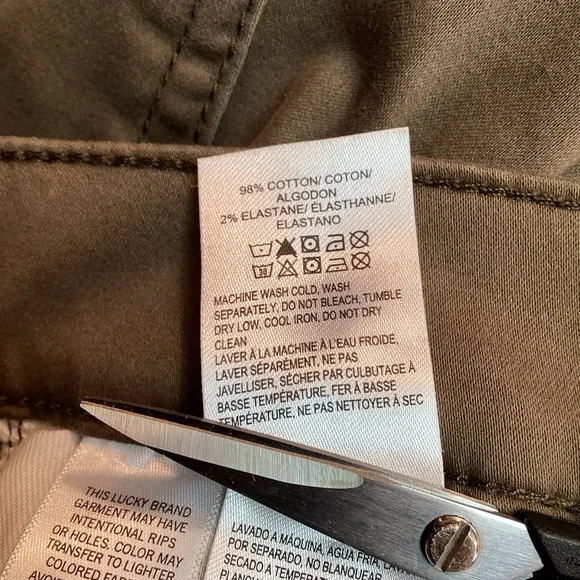 98% COTTON/ COTON/
ALGODON
2% ELASTANE/ ÉLASTHANNE/
ELASTANO
30
MACHINE WASH COLD, WASH
SEPARATELY, DO NOT BLEACH, TUMBLE
DRY LOW, COOL IRON, DO NOT DRY
CLEAN
LAVER À LA MACHINE À L'EAU FROIDE,
LAVER SÉPARÉMENT, NE PAS
JAVELLISER, SÉCHER PAR CULBUTAGE À
BASSE TEMPÉRATURE, FER À BASSE
TEMPÉRATURE, NE PAS NETTOYER À SEC
THIS LUCKY BRAND
GARMENT MAY HAVE
INTENTIONAL RIPS
OR HOLES. COLOR MAY
TRANSFER TO LIGHTER
COLORED
AVOID
LAVADO A MÁQUINA, AGUA FRÍA,
POR SEPARADO, NO BLANQUEAR,
SECADO A